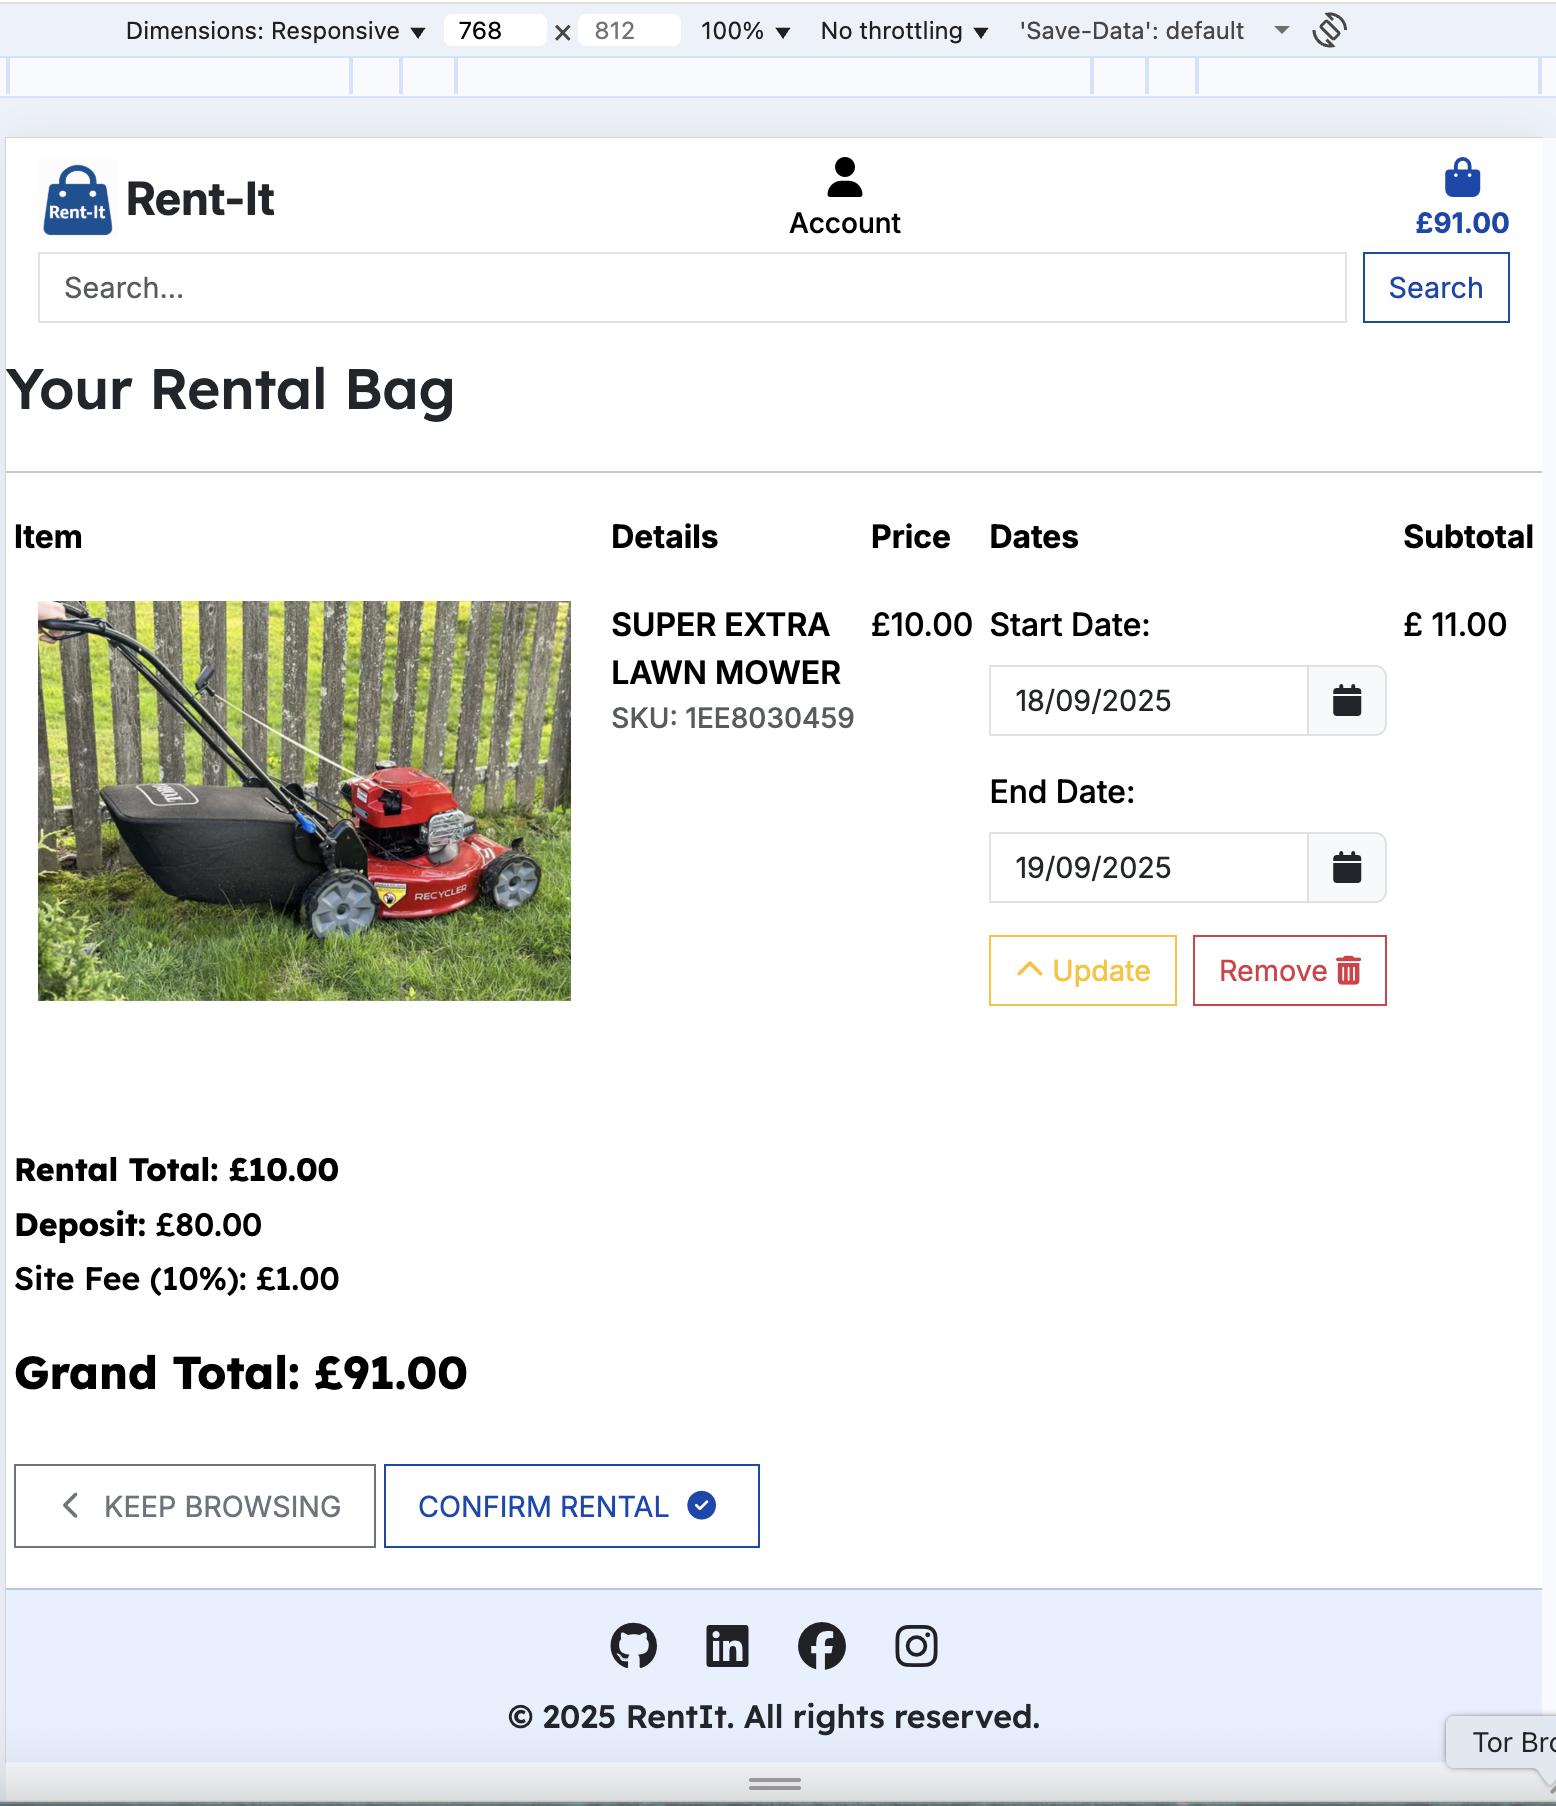 Dimensions: Responsive ▼ 768 × 812 100% ▼ No throttling ▼ 'Save-Data': default
Rent-It
Rent-It
Account
£91.00
Search...
Search
Your Rental Bag
Item Details Price Dates Subtotal
SUPER EXTRA £10.00 Start Date: £ 11.00
LAWN MOWER
SKU: 1EE8030459
18/09/2025
End Date:
19/09/2025
Update Remove
TORO
RECYCLER
Rental Total: £10.00
Deposit: £80.00
Site Fee (10%): £1.00
Grand Total: £91.00
KEEP BROWSING CONFIRM RENTAL
© 2025 RentIt. All rights reserved.
Tor Bro